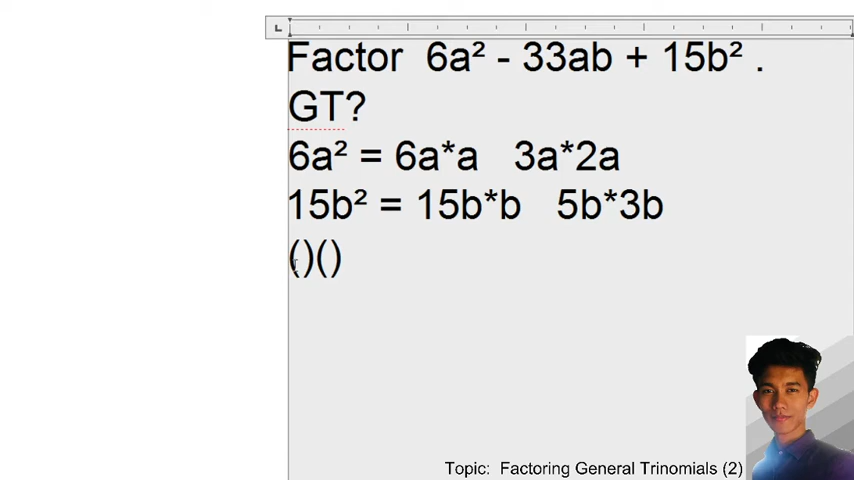 Factor 6a² - 33ab + 15b² .
GT?
6a² = 6a*a 3a*2a
15b² = 15b*b 5b*3b
()()
Topic: Factoring General Trinomials (2)